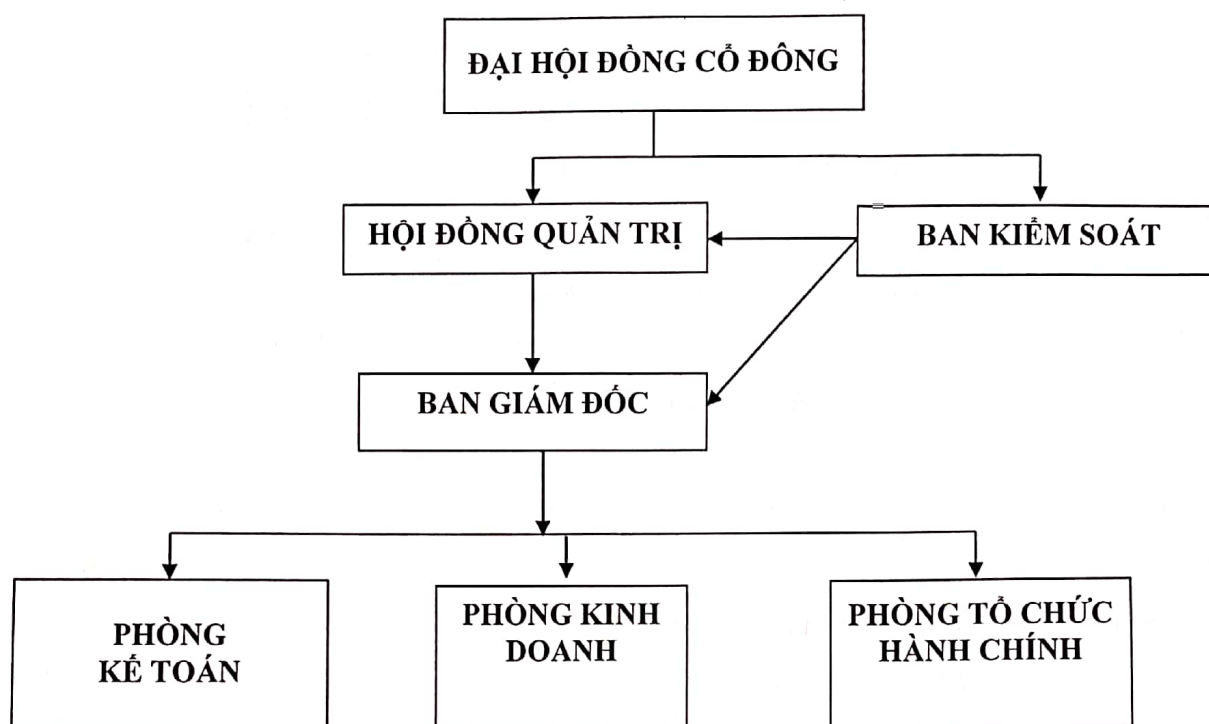 ĐẠI HỘI ĐỒNG CỔ ĐÔNG
HỘI ĐỒNG QUẢN TRỊ
BAN KIỂM SOÁT
BAN GIÁM ĐỐC
PHÒNG
KẾ TOÁN
PHÒNG KINH
DOANH
PHÒNG TỔ CHỨC
HÀNH CHÍNH